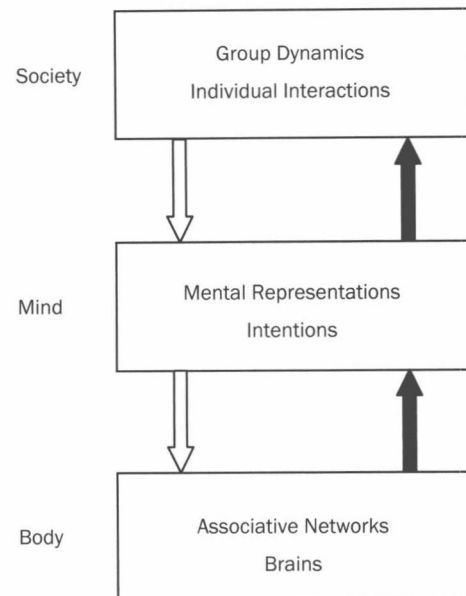 Society
Group Dynamics
Individual Interactions
Mind
Mental Representations
Intentions
Body
Associative Networks
Brains